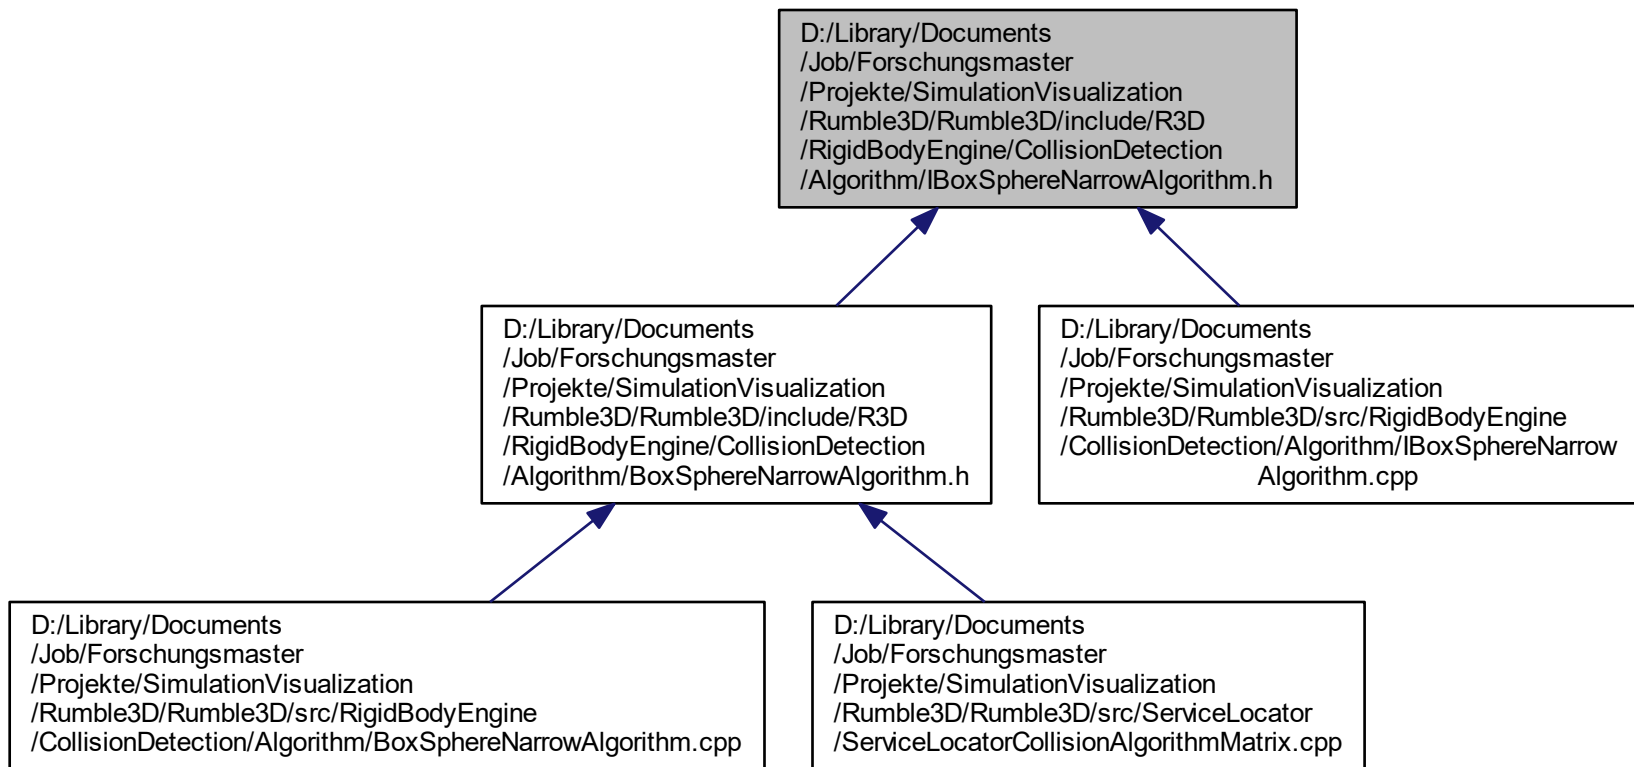 D:/Library/Documents
/Job/Forschungsmaster
/Projekte/SimulationVisualization
/Rumble3D/Rumble3D/include/R3D
/RigidBodyEngine/CollisionDetection
/Algorithm/IBoxSphereNarrowAlgorithm.h
D:/Library/Documents
/Job/Forschungsmaster
/Projekte/SimulationVisualization
/Rumble3D/Rumble3D/include/R3D
/RigidBodyEngine/CollisionDetection
/Algorithm/BoxSphereNarrowAlgorithm.h
D:/Library/Documents
/Job/Forschungsmaster
/Projekte/SimulationVisualization
/Rumble3D/Rumble3D/src/RigidBodyEngine
/CollisionDetection/Algorithm/IBoxSphereNarrow
Algorithm.cpp
D:/Library/Documents
/Job/Forschungsmaster
/Projekte/SimulationVisualization
/Rumble3D/Rumble3D/src/RigidBodyEngine
/CollisionDetection/Algorithm/BoxSphereNarrowAlgorithm.cpp
D:/Library/Documents
/Job/Forschungsmaster
/Projekte/SimulationVisualization
/Rumble3D/Rumble3D/src/ServiceLocator
/ServiceLocatorCollisionAlgorithmMatrix.cpp